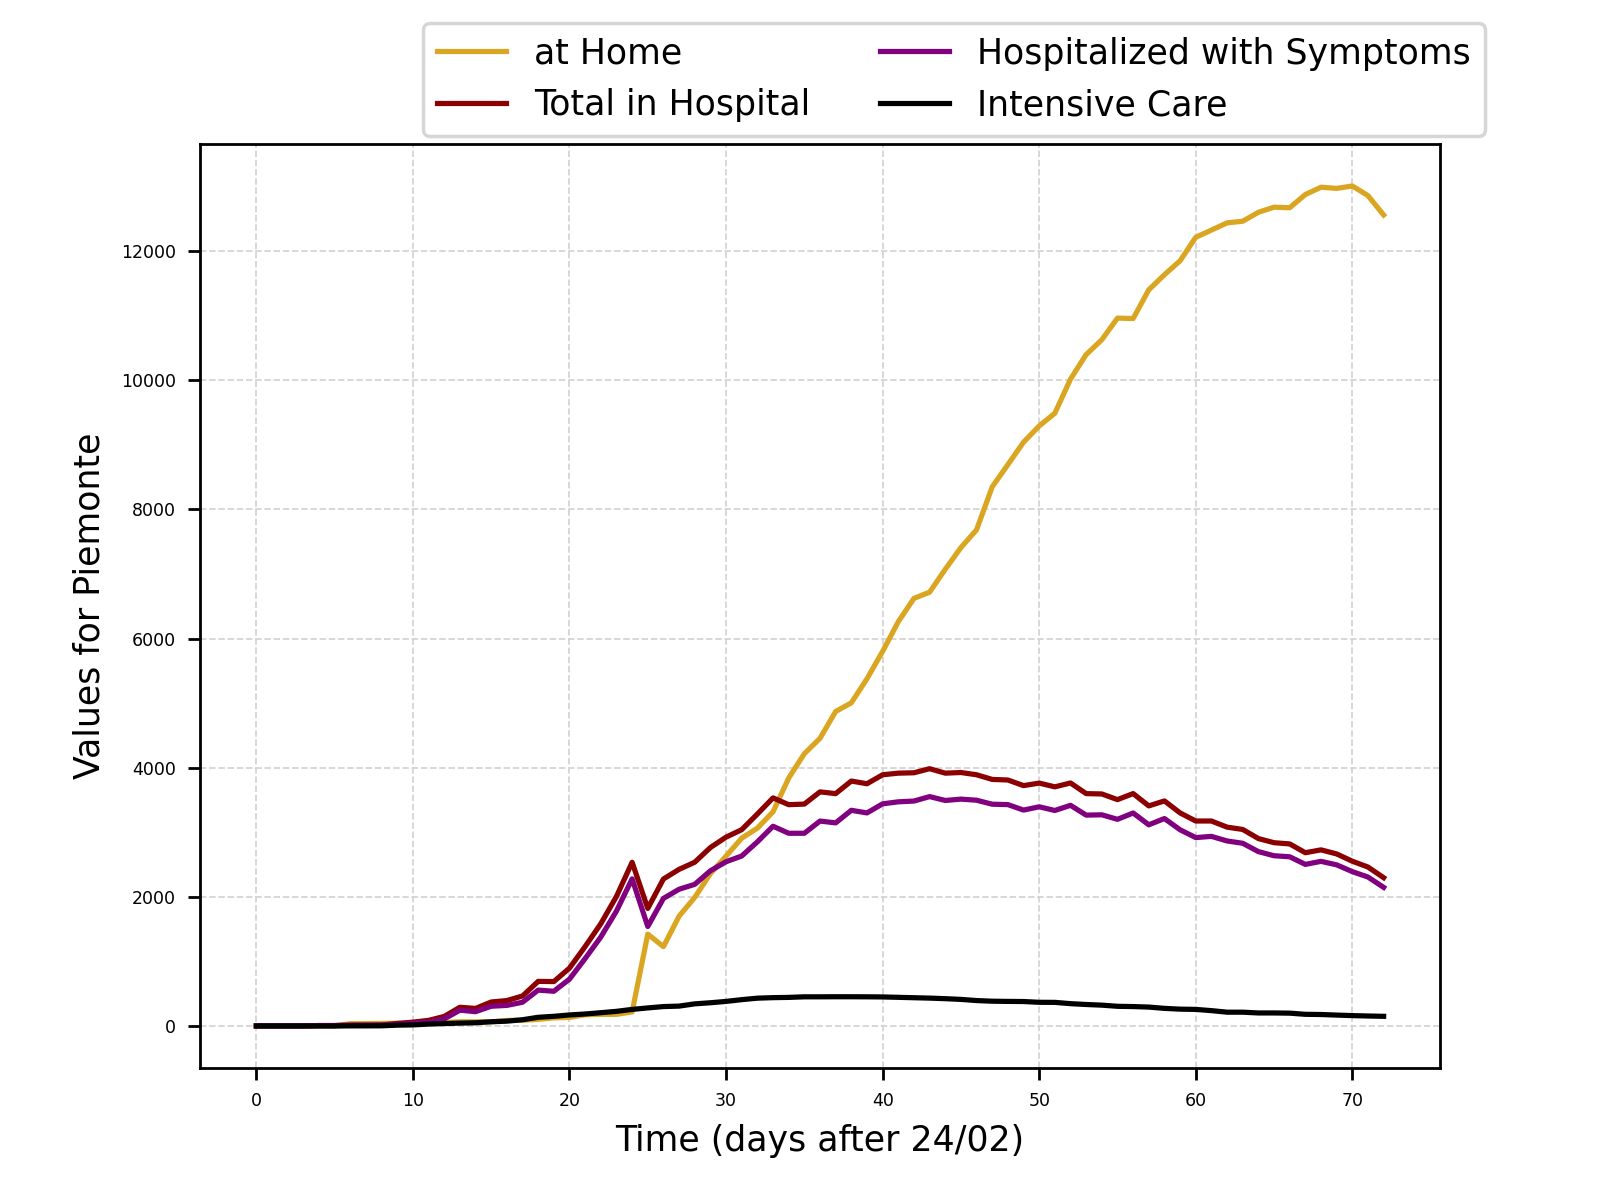 at Home
Total in Hospital
Hospitalized with Symptoms
Intensive Care
Values for Piemonte
12000
10000
8000
6000
4000
2000
0
0 10 20 30 40 50 60 70
Time (days after 24/02)